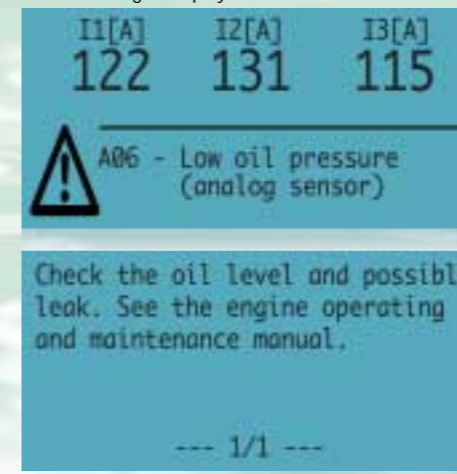 I1[A] I2[A] I3[A]
122 131 115
A06 - Low oil pressure
(analog sensor)
Check the oil level and possibl
leak. See the engine operating
and maintenance manual.
--- 1/1 ---